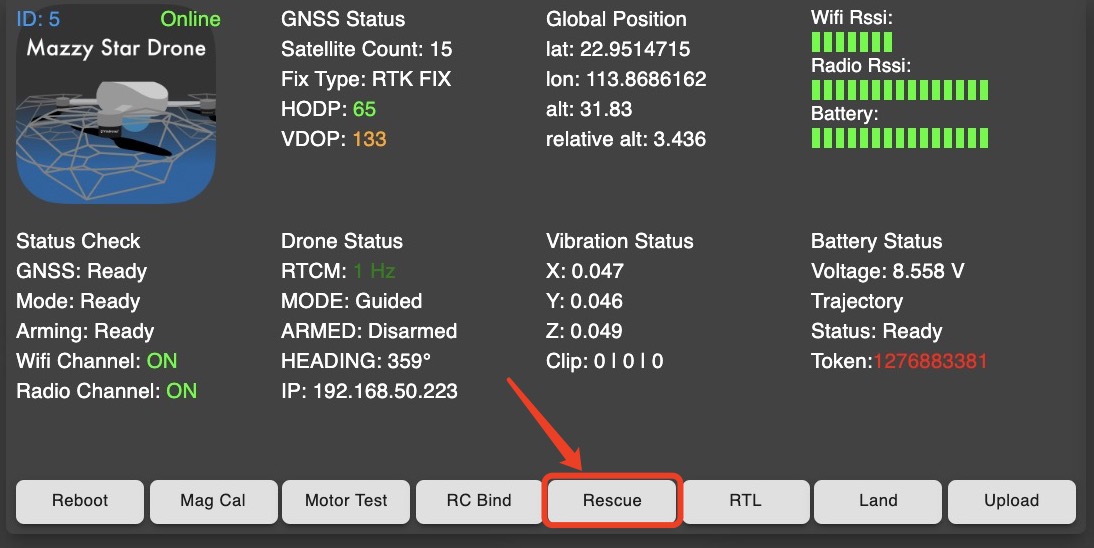 ID: 5
Online
Mazzy Star Drone
GNSS Status
Satellite Count: 15
Fix Type: RTK FIX
HODP: 65
VDOP: 133
Global Position
lat: 22.9514715
lon: 113.8686162
alt: 31.83
relative alt: 3.436
Wifi Rssi:
Radio Rssi:
Battery:
Status Check
GNSS: Ready
Mode: Ready
Arming: Ready
Wifi Channel: ON
Radio Channel: ON
Drone Status
RTCM: 1 Hz
MODE: Guided
ARMED: Disarmed
HEADING: 359°
IP: 192.168.50.223
Vibration Status
X: 0.047
Y: 0.046
Z: 0.049
Clip: 0 | 0 | 0
Battery Status
Voltage: 8.558 V
Trajectory
Status: Ready
Token:1276883381
Reboot
Mag Cal
Motor Test
RC Bind
Rescue
RTL
Land
Upload